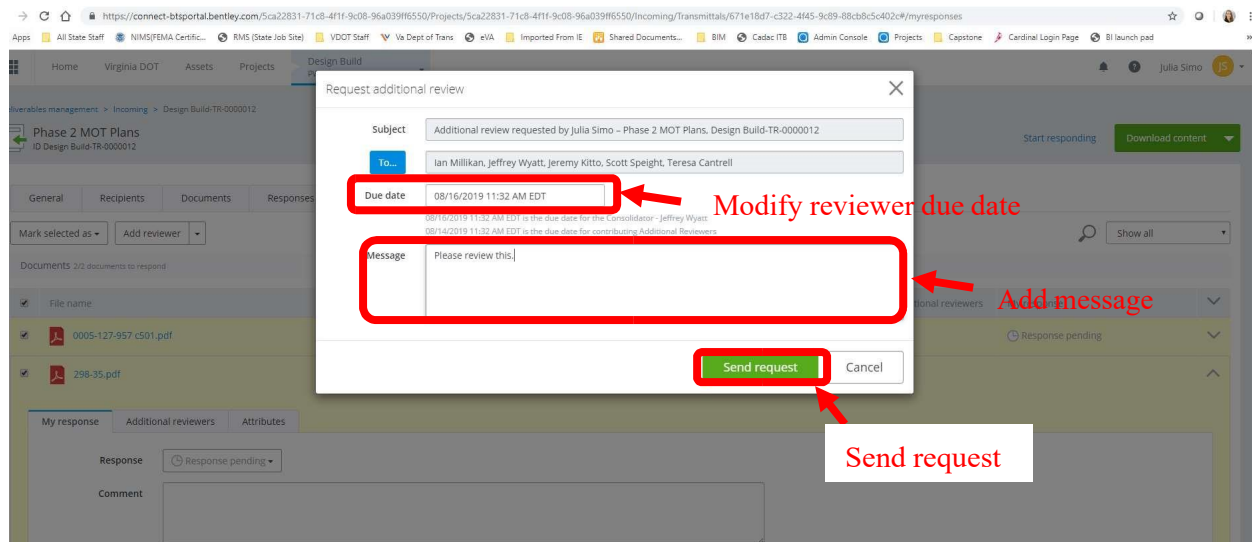 https://connect-btsportal.bentley.com/5ca22831-71c8-4f1f-9c08-96a039ff6550/Projects/5ca22831-71c8-4f1f-9c08-96a039ff6550/Incoming/Transmittals/671e18d7-c322-4f45-9c89-88cb8c5c402c#/myresponses
Apps All State Staff NIMS(FEMA Certific... RMS (State Job Site) VDOT Staff Va Dept of Trans eVA Imported From IE Shared Documents... BIM Cadac ITB Admin Console Projects Capstone Cardinal Login Page BI launch pad »
Home Virginia DOT Assets Projects Design Build Julia Simo JS
Request additional review
liverables management > Incoming > Design Build-TR-0000012
Phase 2 MOT Plans
ID Design Build-TR-0000012
Subject Additional review requested by Julia Simo – Phase 2 MOT Plans, Design Build-TR-0000012
Start responding Download content
To... Ian Millikan, Jeffrey Wyatt, Jeremy Kitto, Scott Speight, Teresa Cantrell
General Recipients Documents Responses
Due date 08/16/2019 11:32 AM EDT
Modify reviewer due date
08/16/2019 11:32 AM EDT is the due date for the Consolidator - Jeffrey Wyatt
08/14/2019 11:32 AM EDT is the due date for contributing Additional Reviewers
Mark selected as Add reviewer Show all
Message Please review this.
Documents 2/2 documents to respond
File name tional reviewers My response
Add message
0005-127-957 c501.pdf Response pending
Send request Cancel
298-35.pdf
My response Additional reviewers Attributes
Send request
Response Response pending
Comment